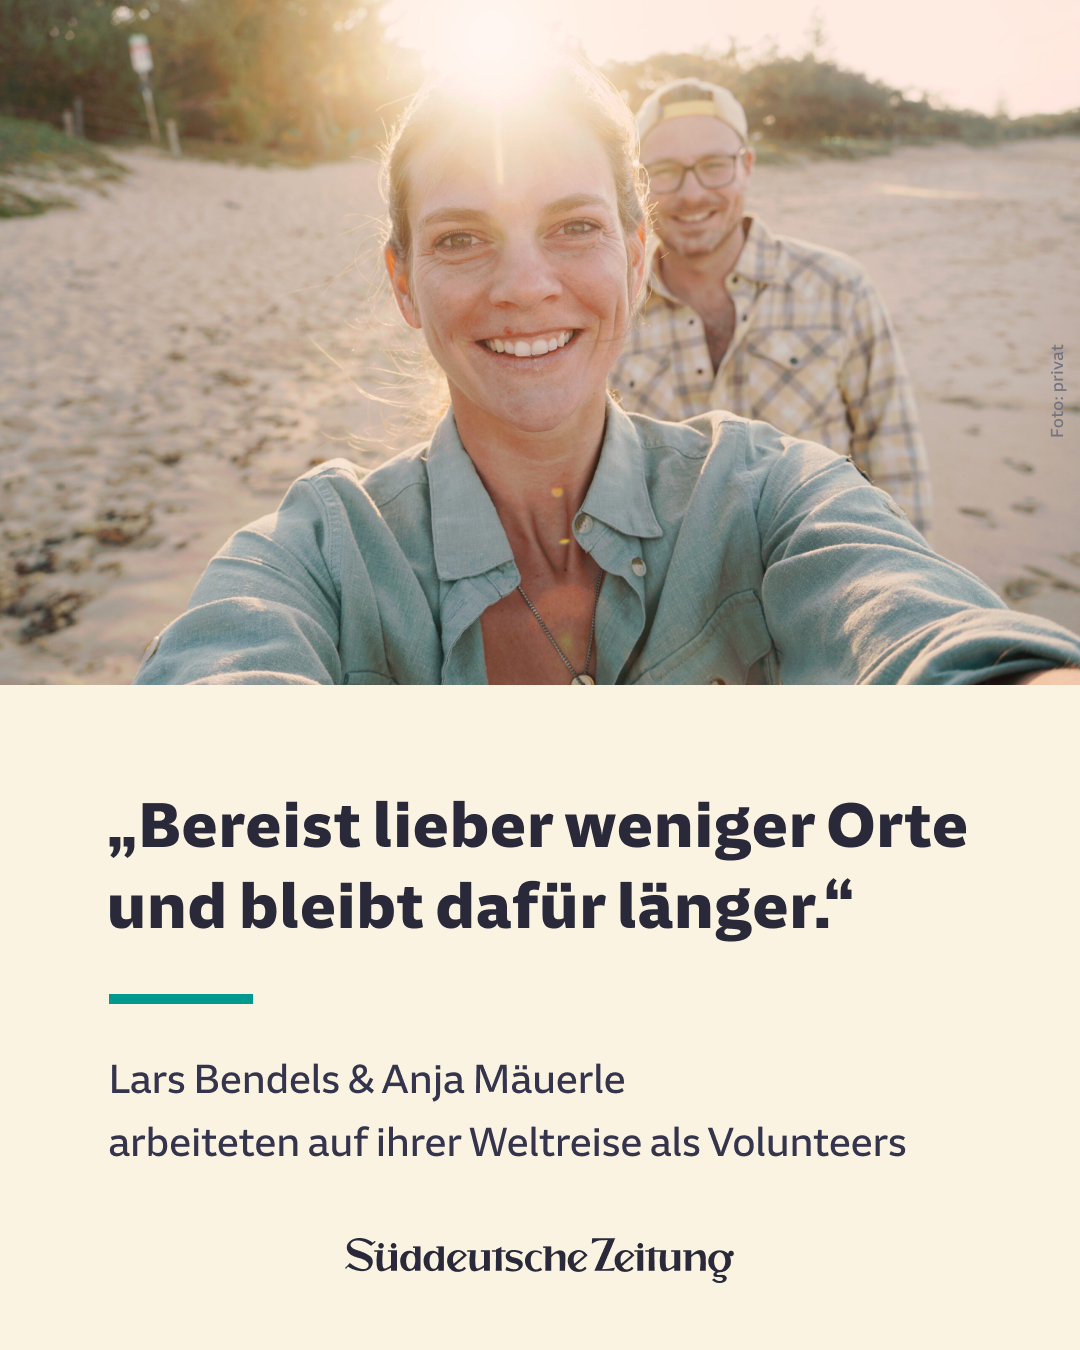 Foto: privat
„Bereist lieber weniger Orte
und bleibt dafür länger.“
Lars Bendels & Anja Mäuerle
arbeiteten auf ihrer Weltreise als Volunteers
Süddeutsche Zeitung